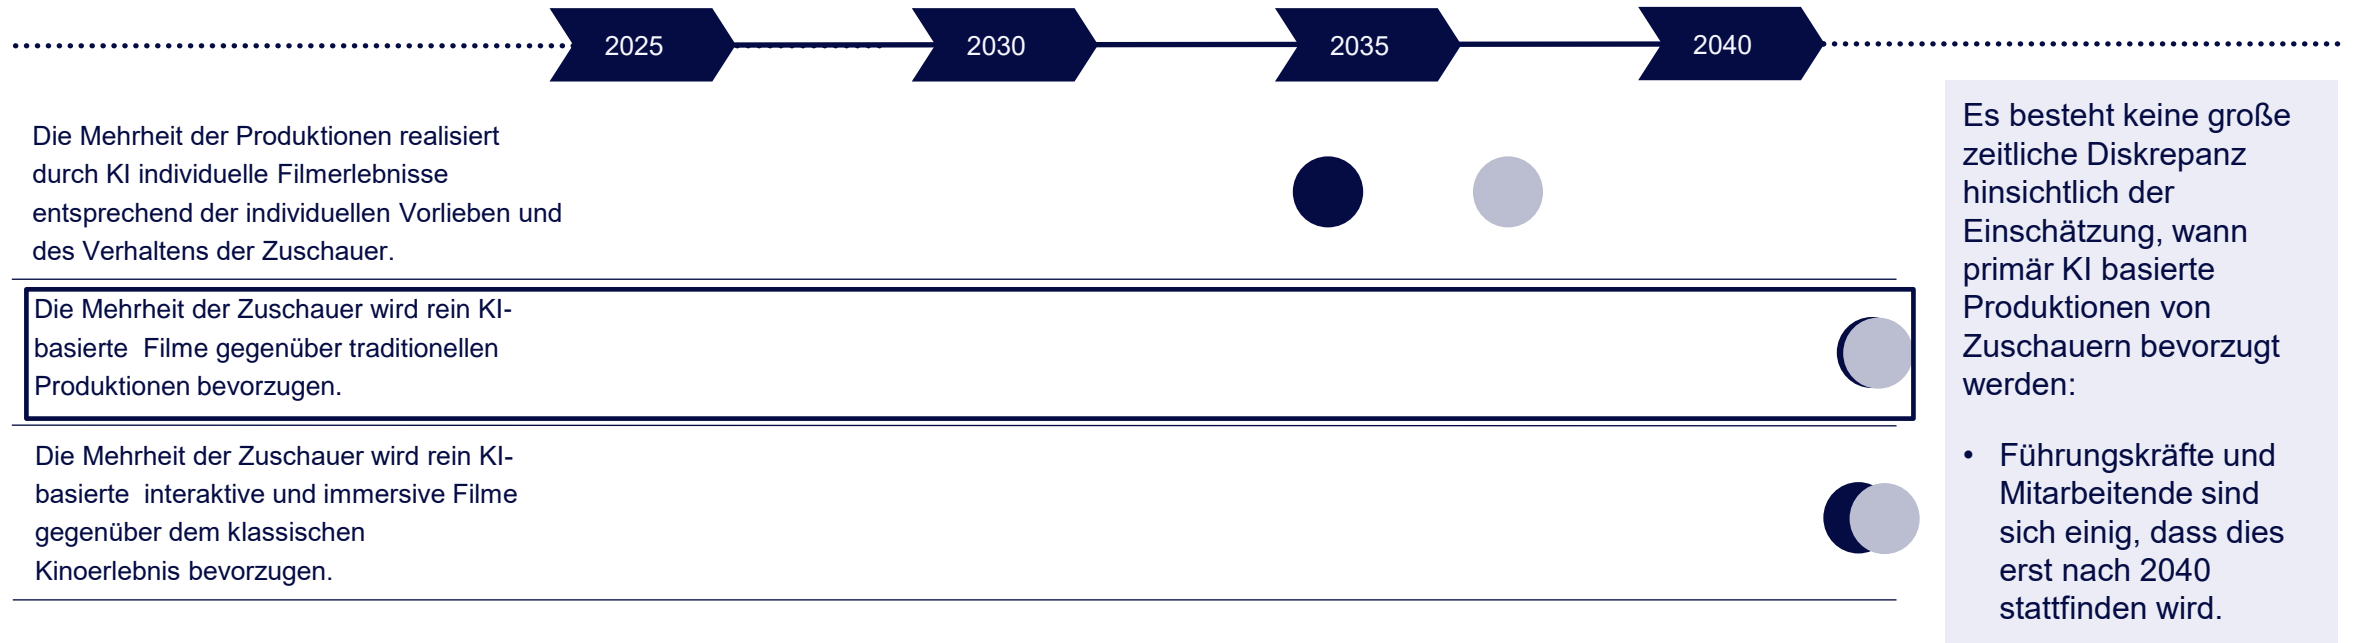 2025
2030
2035
2040
Die Mehrheit der Produktionen realisiert
durch KI individuelle Filmerlebnisse
entsprechend der individuellen Vorlieben und
des Verhaltens der Zuschauer.
Die Mehrheit der Zuschauer wird rein KI-
basierte  Filme gegenüber traditionellen
Produktionen bevorzugen.
Die Mehrheit der Zuschauer wird rein KI-
basierte  interaktive und immersive Filme
gegenüber dem klassischen
Kinoerlebnis bevorzugen.
Es besteht keine große
zeitliche Diskrepanz
hinsichtlich der
Einschätzung, wann
primär KI basierte
Produktionen von
Zuschauern bevorzugt
werden:
• Führungskräfte und
Mitarbeitende sind
sich einig, dass dies
erst nach 2040
stattfinden wird.